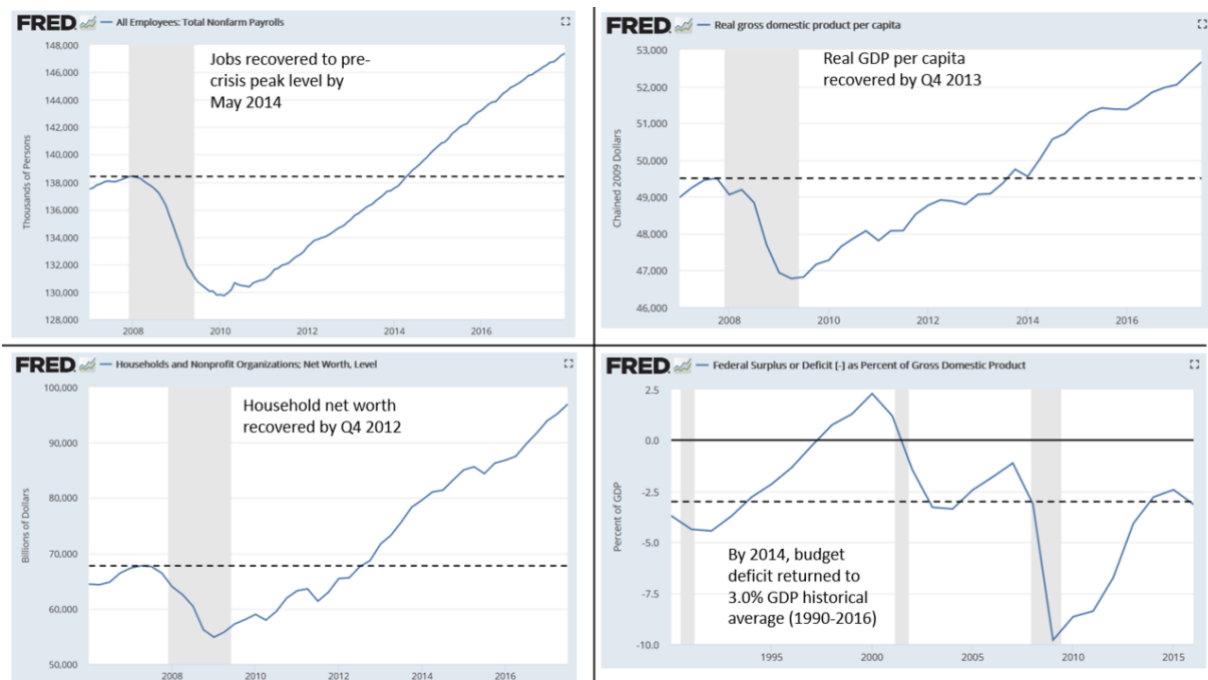 FRED All Employees: Total Nonfarm Payrolls
Thousands of Persons
148,000
146,000
144,000
142,000
140,000
138,000
136,000
134,000
132,000
130,000
128,000
Jobs recovered to pre-
crisis peak level by
May 2014
2008 2010 2012 2014 2016
FRED Real gross domestic product per capita
Chained 2009 Dollars
53,000
52,000
51,000
50,000
49,000
48,000
47,000
46,000
Real GDP per capita
recovered by Q4 2013
2008 2010 2012 2014 2016
FRED Households and Nonprofit Organizations; Net Worth, Level
Billions of Dollars
100,000
90,000
80,000
70,000
60,000
50,000
Household net worth
recovered by Q4 2012
2008 2010 2012 2014 2016
FRED Federal Surplus or Deficit [-] as Percent of Gross Domestic Product
Percent of GDP
2.5
0.0
-2.5
-5.0
-7.5
-10.0
By 2014, budget
deficit returned to
3.0% GDP historical
average (1990-2016)
1995 2000 2005 2010 2015